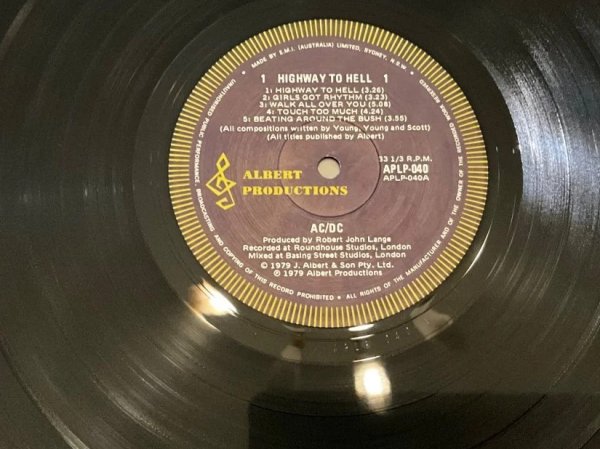 MADE BY E.M.I. (AUSTRALIA) LIMITED, SYDNEY, N.S.W.
1 HIGHWAY TO HELL 1
1: HIGHWAY TO HELL (3.26)
2: GIRLS GOT RHYTHM (3.23)
3: WALK ALL OVER YOU (5.08)
4: TOUCH TOO MUCH (4.24)
5: BEATING AROUND THE BUSH (3.55)
(All compositions written by Young, Young and Scott)
(All titles published by Albert)
33 1/3 R.P.M.
ALBERT
PRODUCTIONS
APLP-040
APLP-040A
AC/DC
Produced by Robert John Lange
Recorded at Roundhouse Studios, London
Mixed at Basing Street Studios, London
© 1979 J. Albert & Son Pty. Ltd.
℗ 1979 Albert Productions
UNAUTHORISED PUBLIC PERFORMANCE, BROADCASTING AND COPYING OF THIS RECORD PROHIBITED • ALL RIGHTS OF THE MANUFACTURER AND OF THE OWNER OF THE RECORDED WORK RESERVED